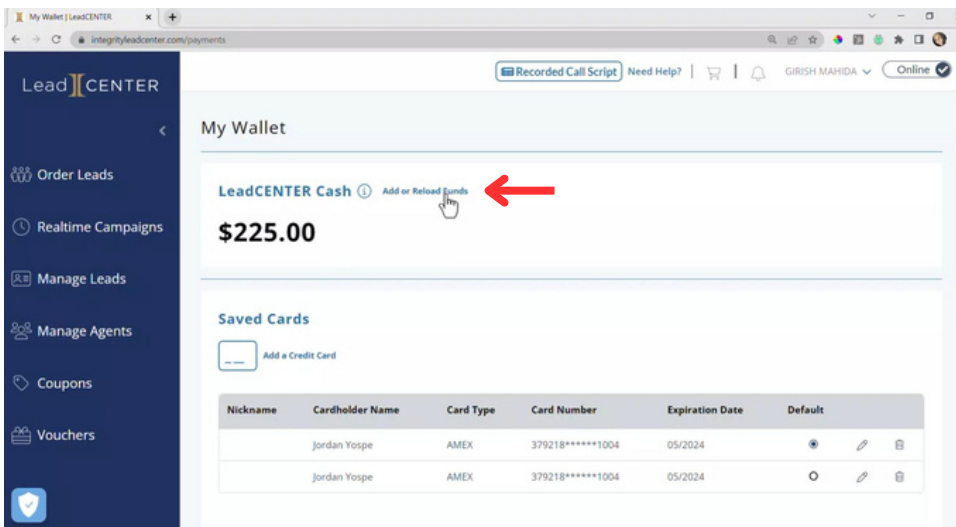 My Wallet | LeadCENTER
integrityleadcenter.com/payments
Lead CENTER
Recorded Call Script
Need Help?
GIRISH MAHIDA
Online
Order Leads
Realtime Campaigns
Manage Leads
Manage Agents
Coupons
Vouchers
My Wallet
LeadCENTER Cash Add or Reload Funds
$225.00
Saved Cards
Add a Credit Card
Nickname Cardholder Name Card Type Card Number Expiration Date Default
Jordan Yospe AMEX 379218******1004 05/2024
Jordan Yospe AMEX 379218******1004 05/2024